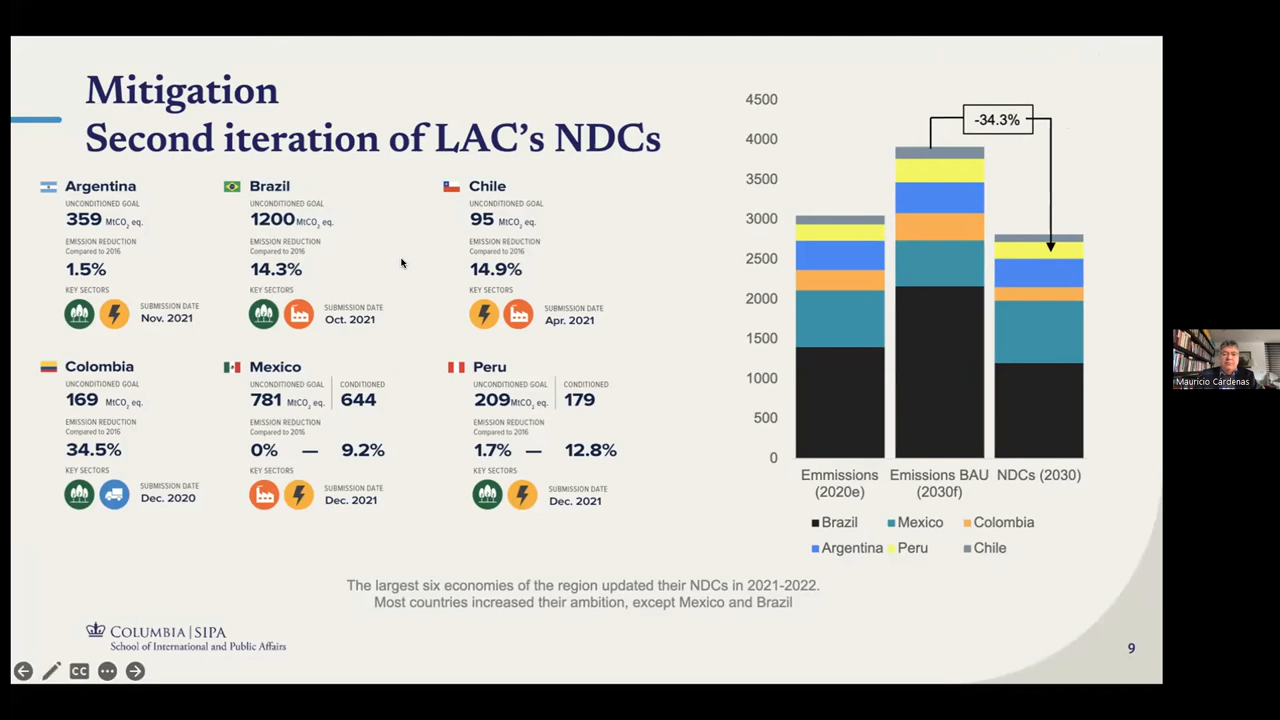 Mitigation
Second iteration of LAC's NDCs
Argentina
UNCONDITIONED GOAL
359 MtCO2 eq.
EMISSION REDUCTION
Compared to 2016
1.5%
KEY SECTORS
SUBMISSION DATE
Nov. 2021
Brazil
UNCONDITIONED GOAL
1200 MtCO2 eq.
EMISSION REDUCTION
Compared to 2016
14.3%
KEY SECTORS
SUBMISSION DATE
Oct. 2021
Chile
UNCONDITIONED GOAL
95 MtCO2 eq.
EMISSION REDUCTION
Compared to 2016
14.9%
KEY SECTORS
SUBMISSION DATE
Apr. 2021
Colombia
UNCONDITIONED GOAL
169 MtCO2 eq.
EMISSION REDUCTION
Compared to 2016
34.5%
KEY SECTORS
SUBMISSION DATE
Dec. 2020
Mexico
UNCONDITIONED GOAL CONDITIONED
781 MtCO2 eq. 644
EMISSION REDUCTION
Compared to 2016
0% — 9.2%
KEY SECTORS
SUBMISSION DATE
Dec. 2021
Peru
UNCONDITIONED GOAL CONDITIONED
209 MtCO2 eq. 179
EMISSION REDUCTION
Compared to 2016
1.7% — 12.8%
KEY SECTORS
SUBMISSION DATE
Dec. 2021
4500
4000
3500
3000
2500
2000
1500
1000
500
0
-34.3%
Emmissions (2020e)
Emissions BAU (2030f)
NDCs (2030)
Brazil Mexico Colombia
Argentina Peru Chile
The largest six economies of the region updated their NDCs in 2021-2022.
Most countries increased their ambition, except Mexico and Brazil
COLUMBIA | SIPA
School of International and Public Affairs
9
CC
Mauricio Cárdenas